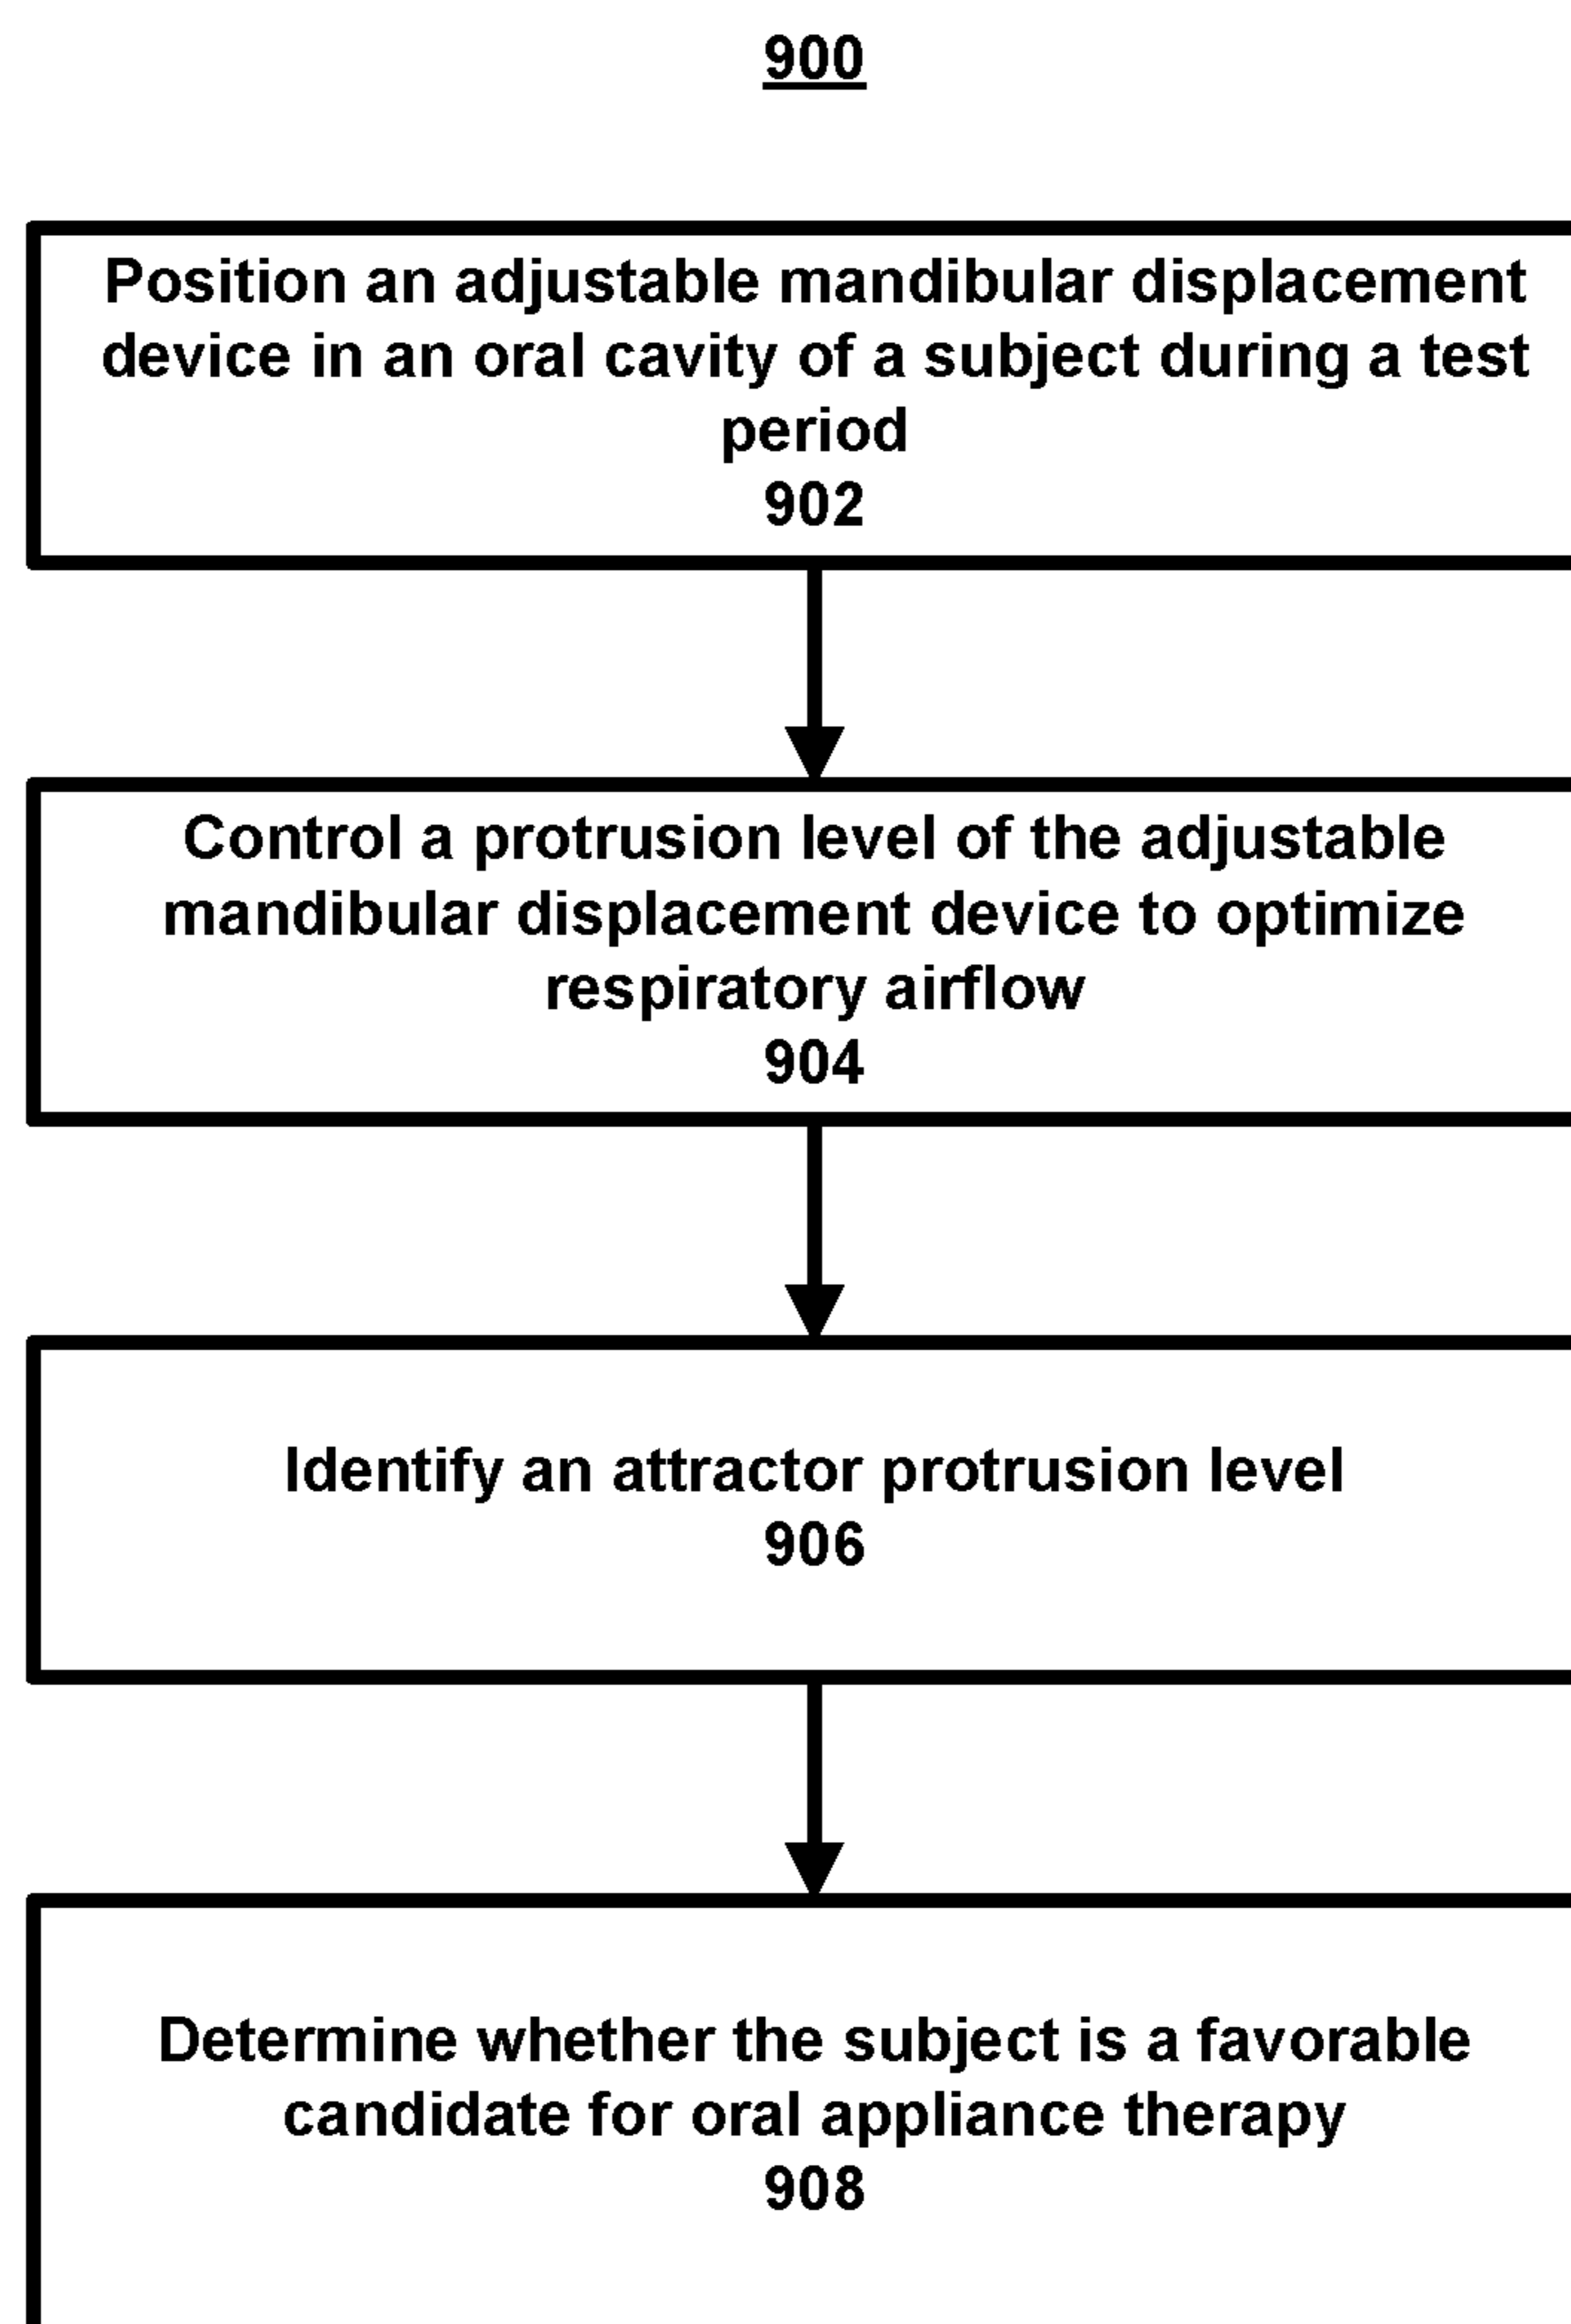 900
Position an adjustable mandibular displacement
device in an oral cavity of a subject during a test
period
902
Control a protrusion level of the adjustable
mandibular displacement device to optimize
respiratory airflow
904
Identify an attractor protrusion level
906
Determine whether the subject is a favorable
candidate for oral appliance therapy
908